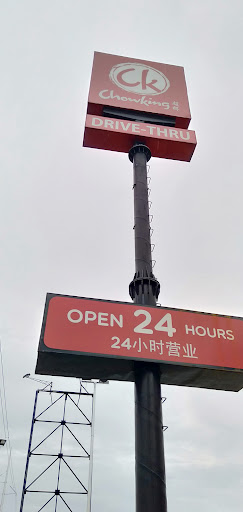 Ck
Chowking
DRIVE-THRU
OPEN 24 HOURS
24小时营业